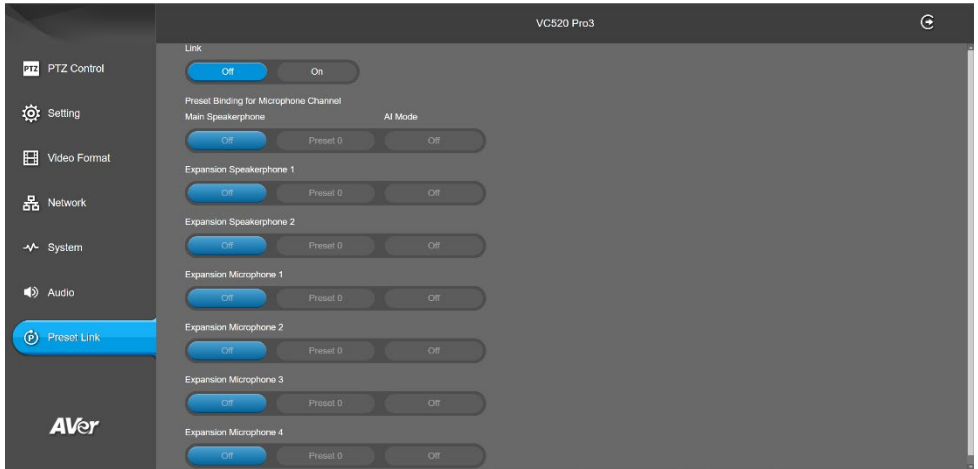 VC520 Pro3
PTZ PTZ Control
Setting
Video Format
Network
System
Audio
P Preset Link
AVer
Link
Off On
Preset Binding for Microphone Channel
Main Speakerphone AI Mode
Off Preset 0 Off
Expansion Speakerphone 1
Off Preset 0 Off
Expansion Speakerphone 2
Off Preset 0 Off
Expansion Microphone 1
Off Preset 0 Off
Expansion Microphone 2
Off Preset 0 Off
Expansion Microphone 3
Off Preset 0 Off
Expansion Microphone 4
Off Preset 0 Off